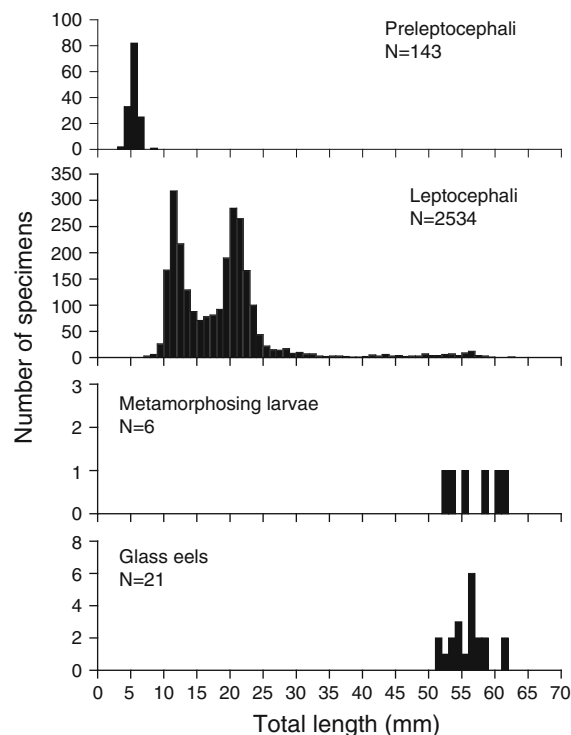 100
80
60
40
20
0
Preleptocephali
N=143
350
300
250
200
150
100
50
0
Leptocephali
N=2534
Number of specimens
3
2
1
0
Metamorphosing larvae
N=6
8
6
4
2
0
Glass eels
N=21
0 5 10 15 20 25 30 35 40 45 50 55 60 65 70
Total length (mm)